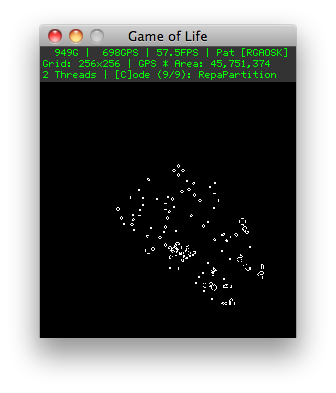 Game of Life
949G |  698GPS | 57.5FPS | Pat [RGAOSK]
Grid: 256x256 | GPS * Area: 45,751,374
2 Threads | [C]ode (9/9): RepaPartition